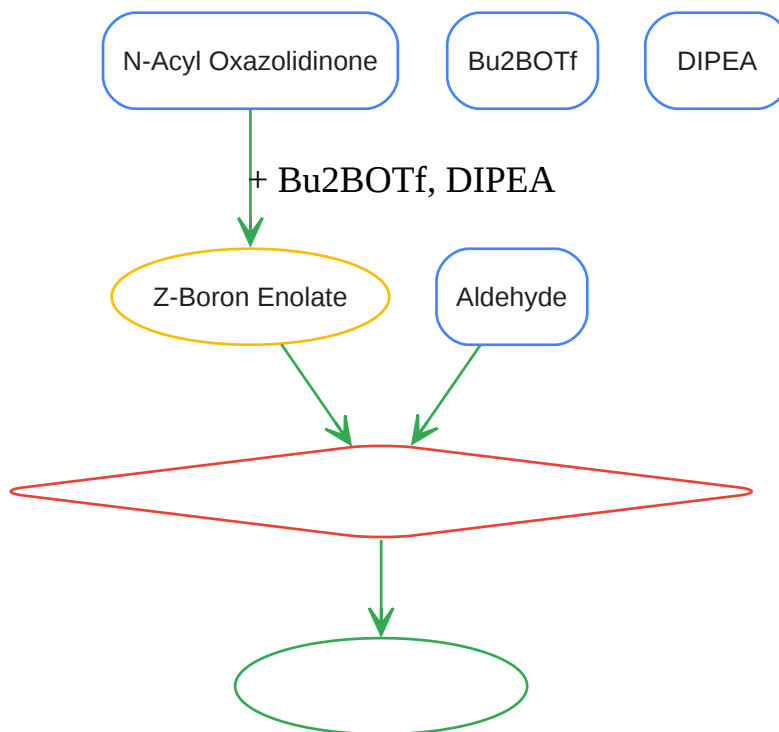 N-Acyl Oxazolidinone
Bu2BOTf
DIPEA
+ Bu2BOTf, DIPEA
Z-Boron Enolate
Aldehyde